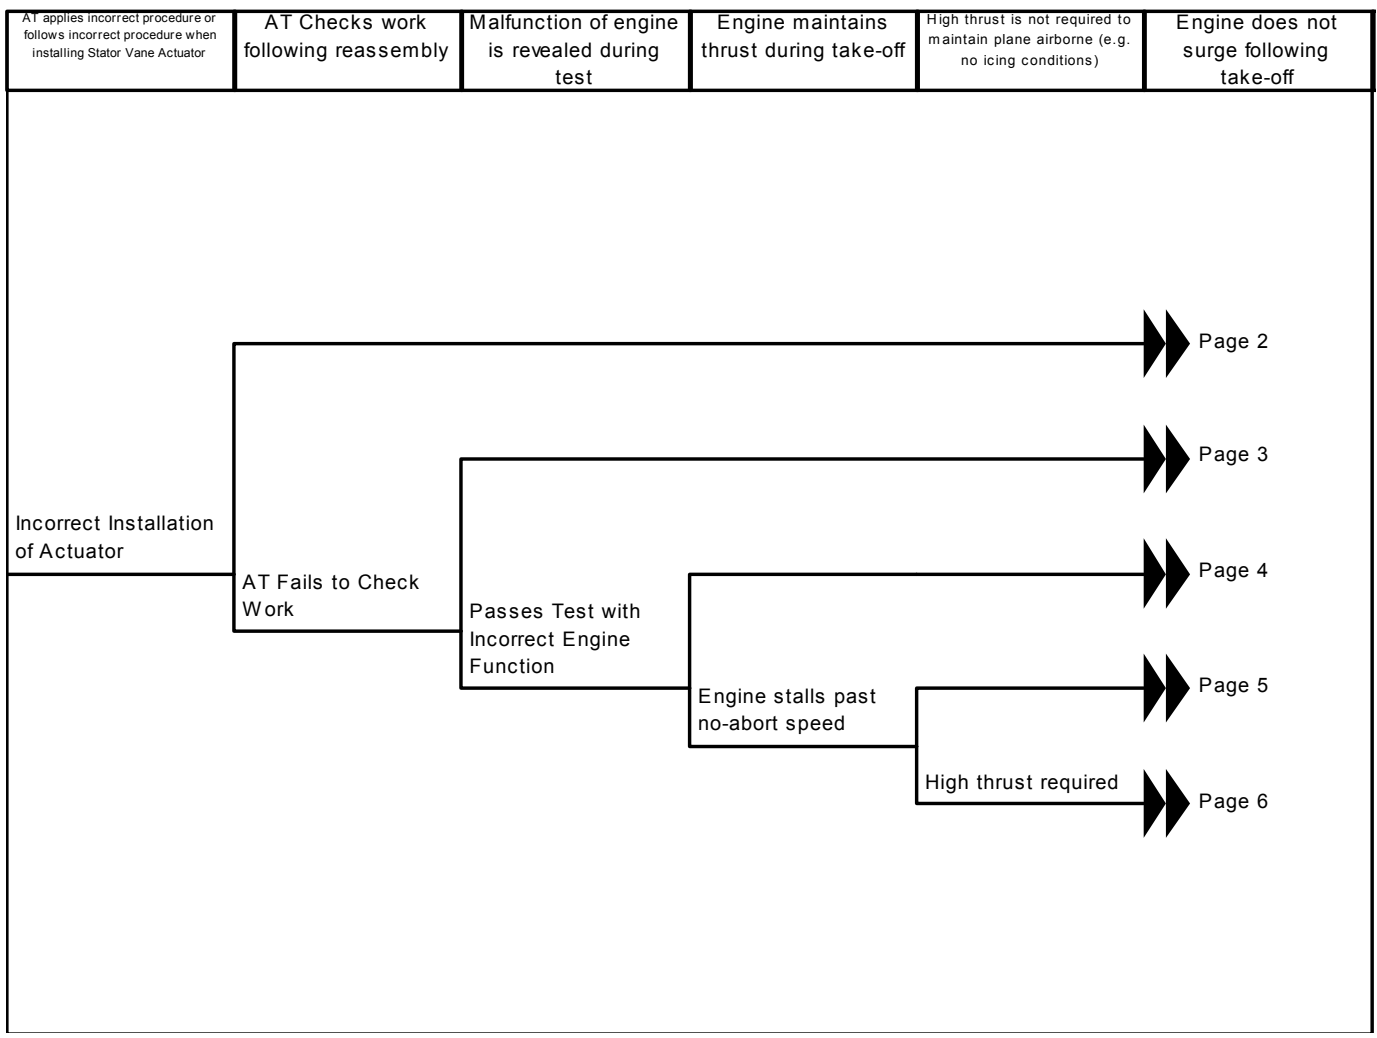 AT applies incorrect procedure or
follows incorrect procedure when
installing Stator Vane Actuator
AT Checks work
following reassembly
Malfunction of engine
is revealed during
test
Engine maintains
thrust during take-off
High thrust is not required to
maintain plane airborne (e.g.
no icing conditions)
Engine does not
surge following
take-off
Page 2
Page 3
Incorrect Installation
of Actuator
AT Fails to Check
Work
Page 4
Passes Test with
Incorrect Engine
Function
Engine stalls past
no-abort speed
Page 5
High thrust required
Page 6